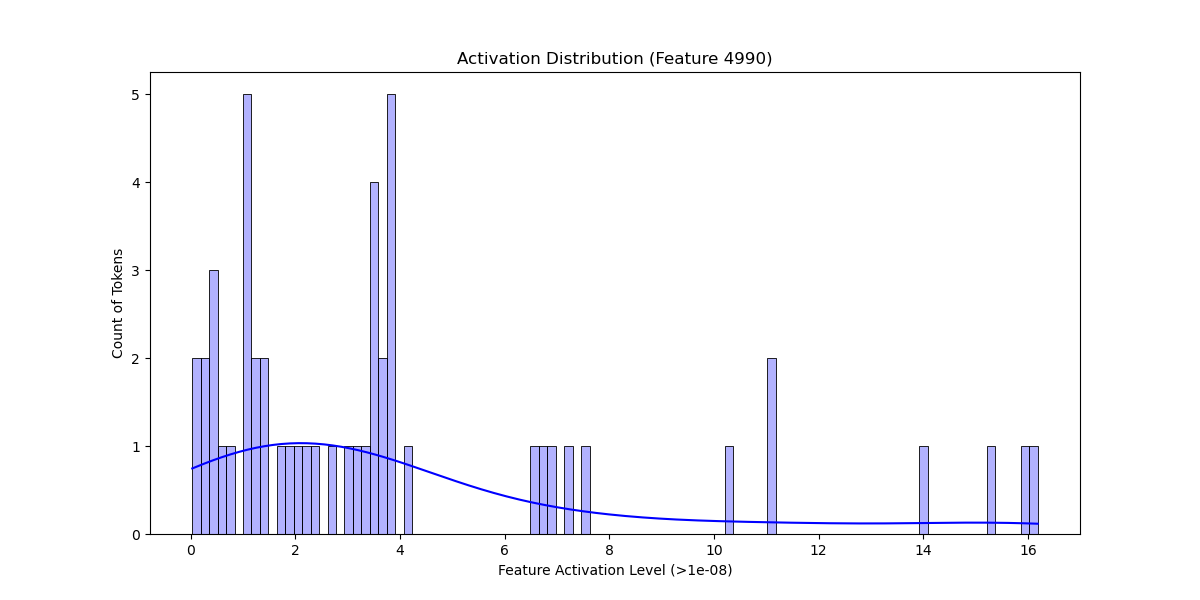 Activation Distribution (Feature 4990)
Count of Tokens
5
4
3
2
1
0
0 2 4 6 8 10 12 14 16
Feature Activation Level (>1e-08)